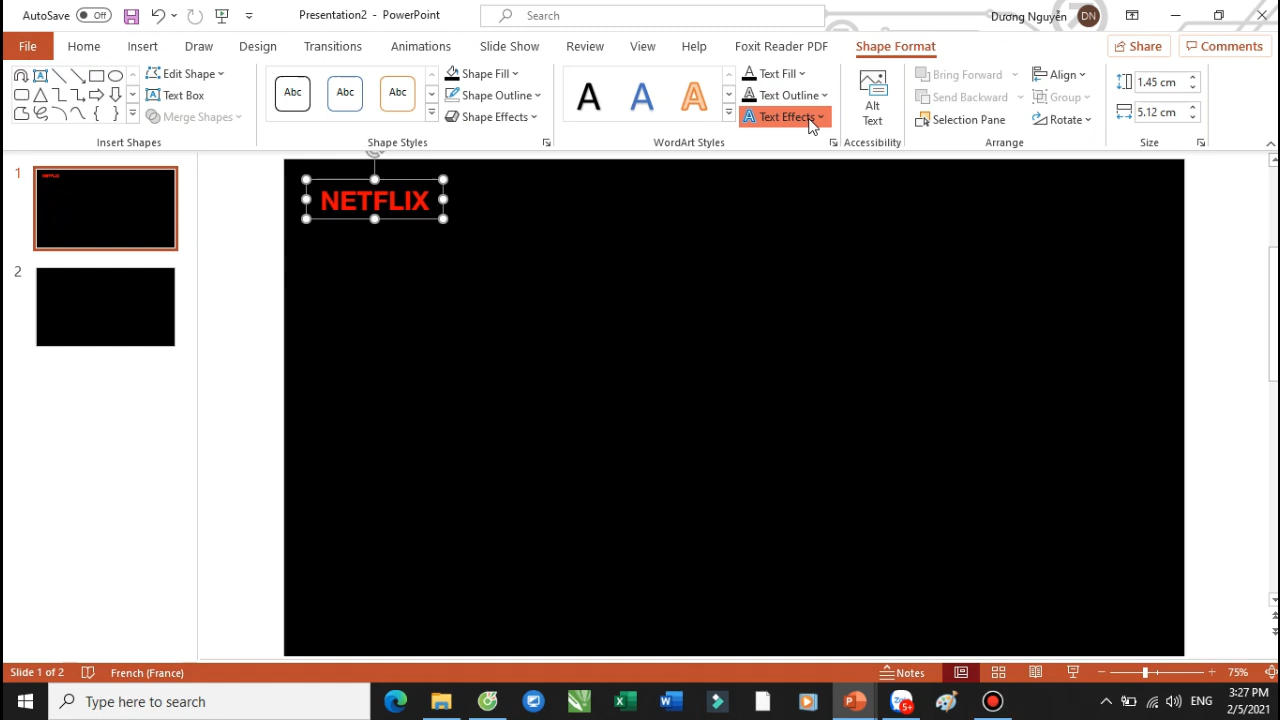 AutoSave Off Presentation2 - PowerPoint Search Dương Nguyễn DN
File Home Insert Draw Design Transitions Animations Slide Show Review View Help Foxit Reader PDF Shape Format Share Comments
Edit Shape
Text Box
Merge Shapes
Insert Shapes
Abc Abc Abc
Shape Fill
Shape Outline
Shape Effects
Shape Styles
A A A
Text Fill
Text Outline
Text Effects
WordArt Styles
Alt
Text
Accessibility
Bring Forward
Send Backward
Selection Pane
Align
Group
Rotate
Arrange
1.45 cm
5.12 cm
Size
1
NETFLIX
2
NETFLIX
Slide 1 of 2 French (France) Notes 75%
Type here to search
5+
ENG
3:27 PM
2/5/2021